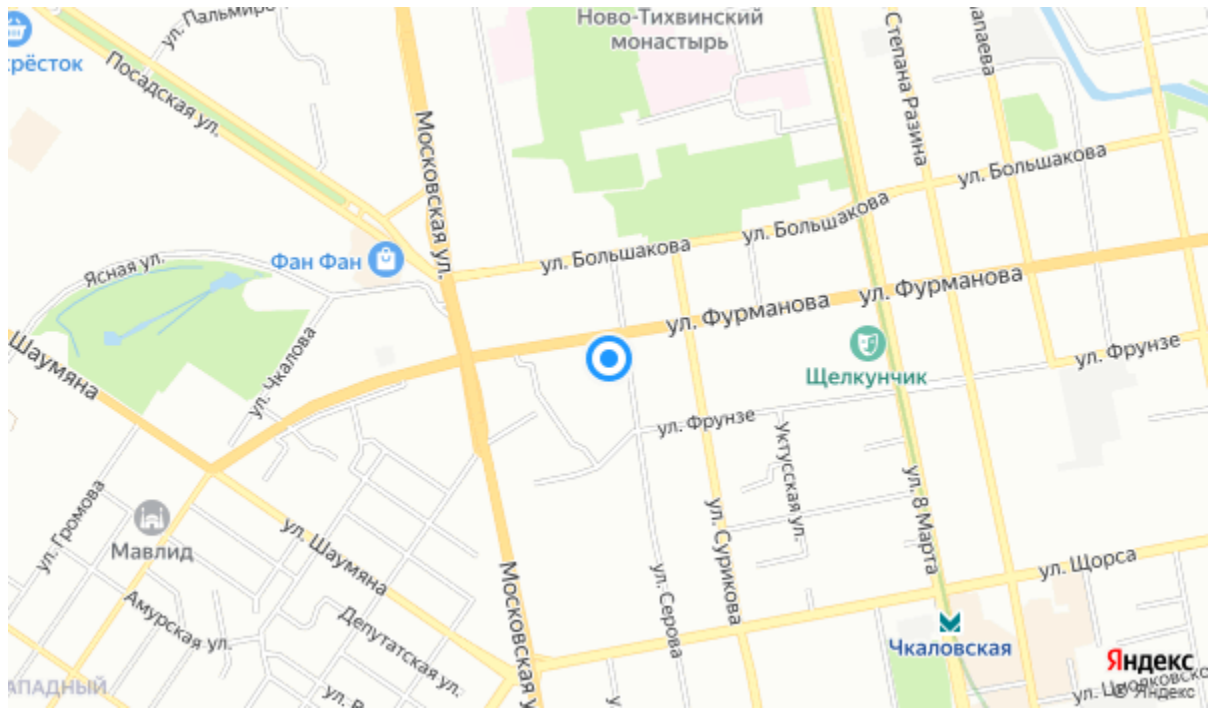 Ново-Тихвинский
монастырь
ул. Пальмиро
Степана Разина
апаева
рёсток
Посадская ул.
Московская ул.
ул. Большакова
ул. Большакова
ул. Большакова
Ясная ул.
Фан Фан
ул. Фурманова
ул. Фурманова
Шаумяна
ул. Чкалова
Щелкунчик
ул. Фрунзе
ул. Фрунзе
Уктусская ул.
ул. Громова
Мавлид
ул. Шаумяна
Московская у
ул. Серова
ул. Сурикова
ул. 8 Марта
ул. Щорса
Амурская ул.
Депутатская ул.
Чкаловская
АПАДНЫЙ
ул.
у
Яндекс
© Яндекс
ул. Ц